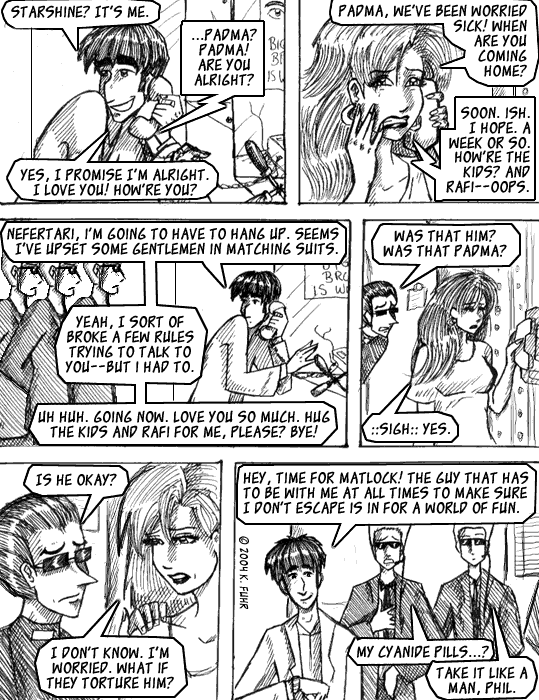 STARSHINE? IT'S ME.
...PADMA?
PADMA!
ARE YOU
ALRIGHT?
YES, I PROMISE I'M ALRIGHT.
I LOVE YOU! HOW'RE YOU?
PADMA, WE'VE BEEN WORRIED
SICK! WHEN
ARE YOU
COMING
HOME?
SOON. ISH.
I HOPE. A
WEEK OR SO.
HOW'RE THE
KIDS? AND
RAFI--OOPS.
NEFERTARI, I'M GOING TO HAVE TO HANG UP. SEEMS
I'VE UPSET SOME GENTLEMEN IN MATCHING SUITS.
YEAH, I SORT OF
BROKE A FEW RULES
TRYING TO TALK TO
YOU--BUT I HAD TO.
UH HUH. GOING NOW. LOVE YOU SO MUCH. HUG
THE KIDS AND RAFI FOR ME, PLEASE? BYE!
WAS THAT HIM?
WAS THAT PADMA?
::SIGH:: YES.
IS HE OKAY?
I DON'T KNOW. I'M
WORRIED. WHAT IF
THEY TORTURE HIM?
HEY, TIME FOR MATLOCK! THE GUY THAT HAS
TO BE WITH ME AT ALL TIMES TO MAKE SURE
I DON'T ESCAPE IS IN FOR A WORLD OF FUN.
© 2004 K. FUHR
MY CYANIDE PILLS...?
TAKE IT LIKE A
MAN, PHIL.